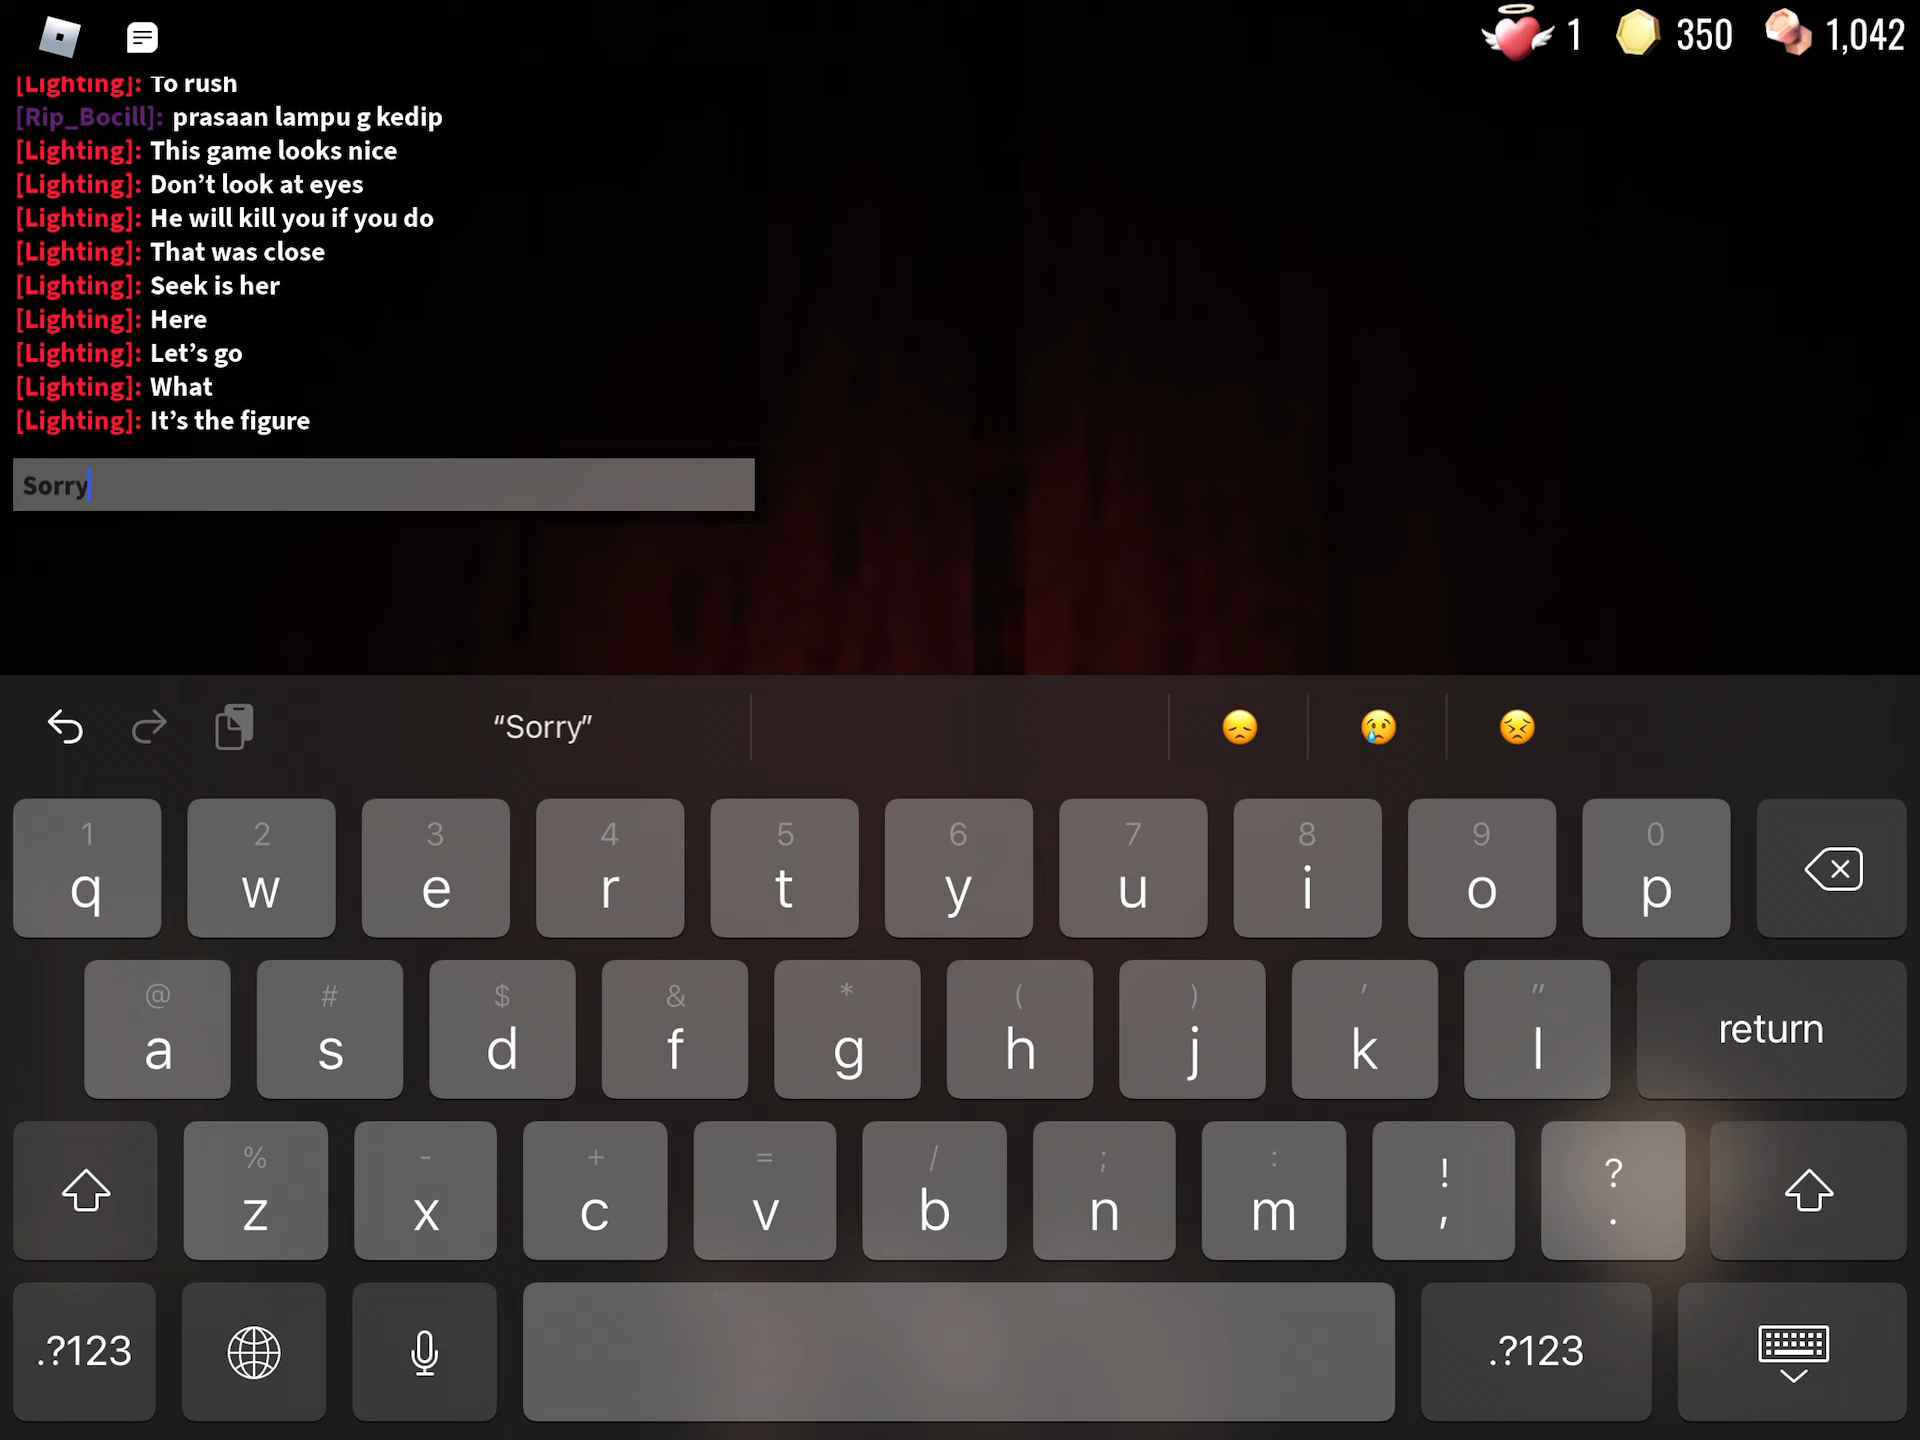 1 350 1,042
[Lighting]: To rush
[Rip_Bocill]: prasaan lampu g kedip
[Lighting]: This game looks nice
[Lighting]: Don’t look at eyes
[Lighting]: He will kill you if you do
[Lighting]: That was close
[Lighting]: Seek is her
[Lighting]: Here
[Lighting]: Let’s go
[Lighting]: What
[Lighting]: It’s the figure
Sorry
“Sorry”
1 2 3 4 5 6 7 8 9 0
q w e r t y u i o p
@ # $ & * ( ) ' "
a s d f g h j k l return
% - + = / ; : ! ?
z x c v b n m , .
.?123 .?123